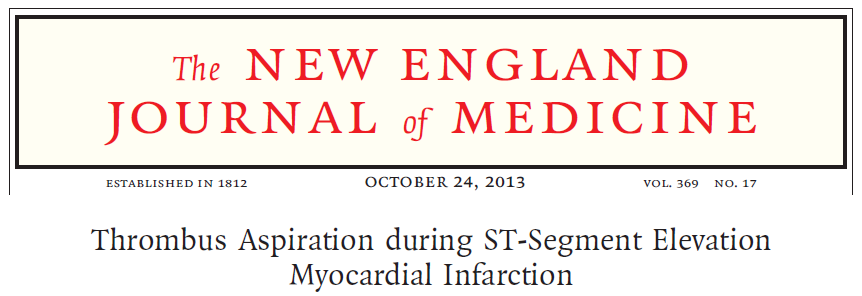 The NEW ENGLAND
JOURNAL of MEDICINE
ESTABLISHED IN 1812 OCTOBER 24, 2013 VOL. 369 NO. 17
Thrombus Aspiration during ST-Segment Elevation
Myocardial Infarction